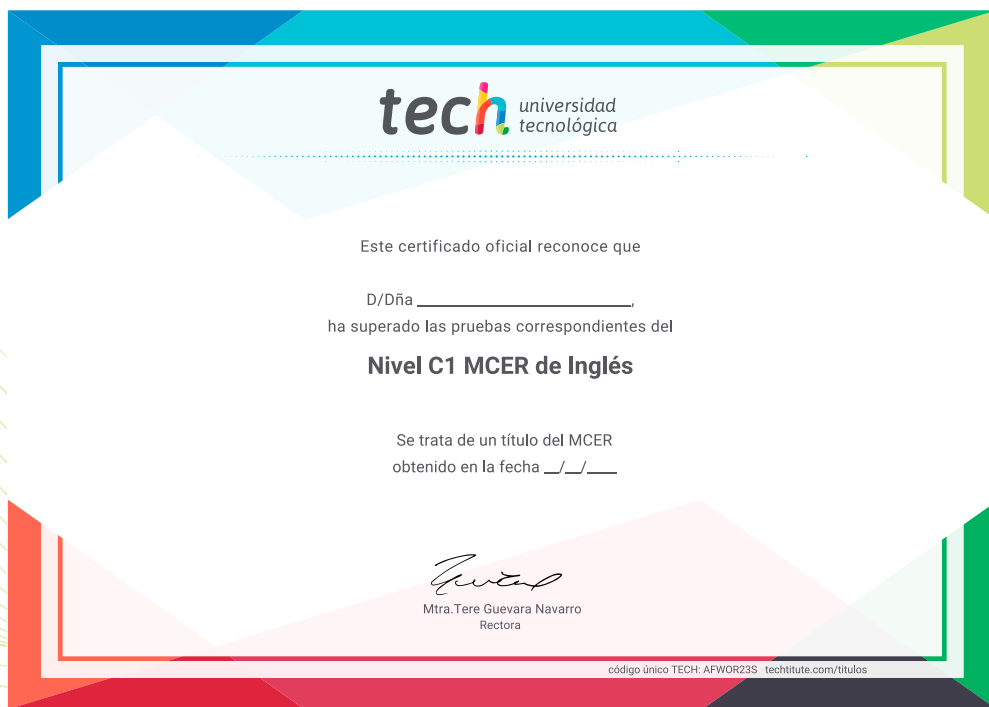 tech universidad
tecnológica
Este certificado oficial reconoce que
D/Dña ____________________,
ha superado las pruebas correspondientes del
Nivel C1 MCER de Inglés
Se trata de un título del MCER
obtenido en la fecha __/__/____
Mtra.Tere Guevara Navarro
Rectora
código único TECH: AFWOR23S techtitute.com/titulos